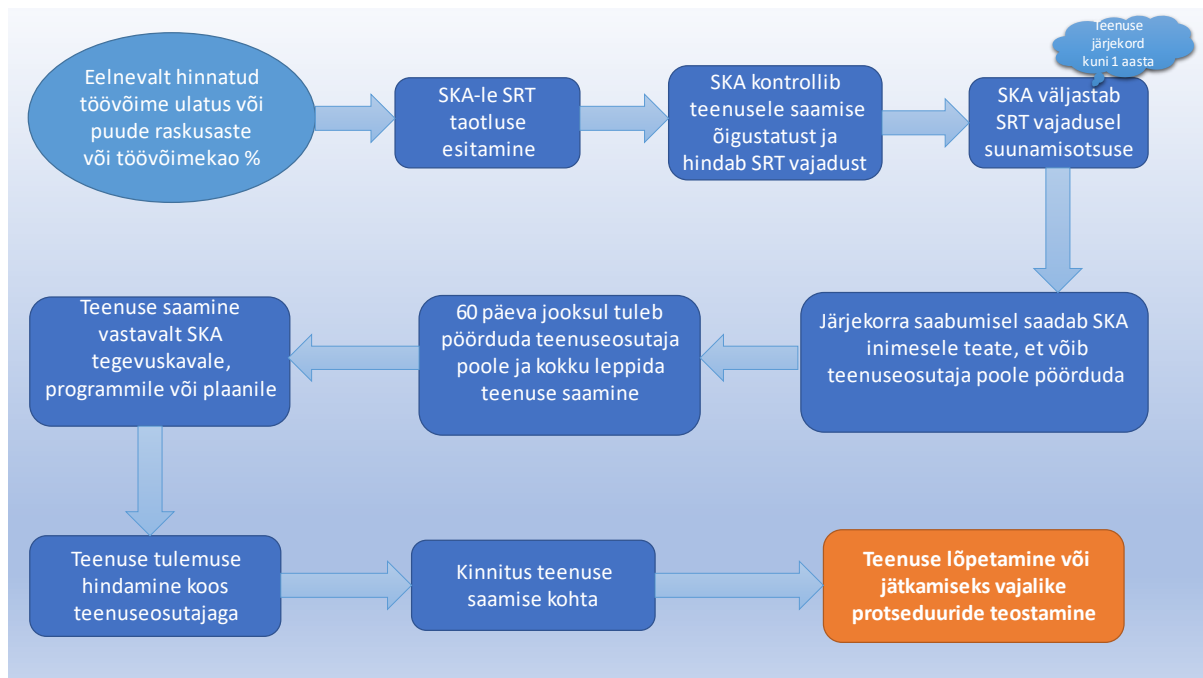 Eelnevalt hinnatud
töövõime ulatus või
puude raskusaste
või töövõimekao %
SKA-le SRT
taotluse
esitamine
SKA kontrollib
teenusele saamise
õigustatust ja
hindab SRT vajadust
Teenuse
järjekord
kuni 1 aasta
SKA väljastab
SRT vajadusel
suunamisotsuse
Järjekorra saabumisel saadab SKA
inimesele teate, et võib
teenuseosutaja poole pöörduda
60 päeva jooksul tuleb
pöörduda teenuseosutaja
poole ja kokku leppida
teenuse saamine
Teenuse saamine
vastavalt SKA
tegevuskavale,
programmile või plaanile
Teenuse tulemuse
hindamine koos
teenuseosutajaga
Kinnitus teenuse
saamise kohta
Teenuse lõpetamine või
jätkamiseks vajalike
protseduuride teostamine